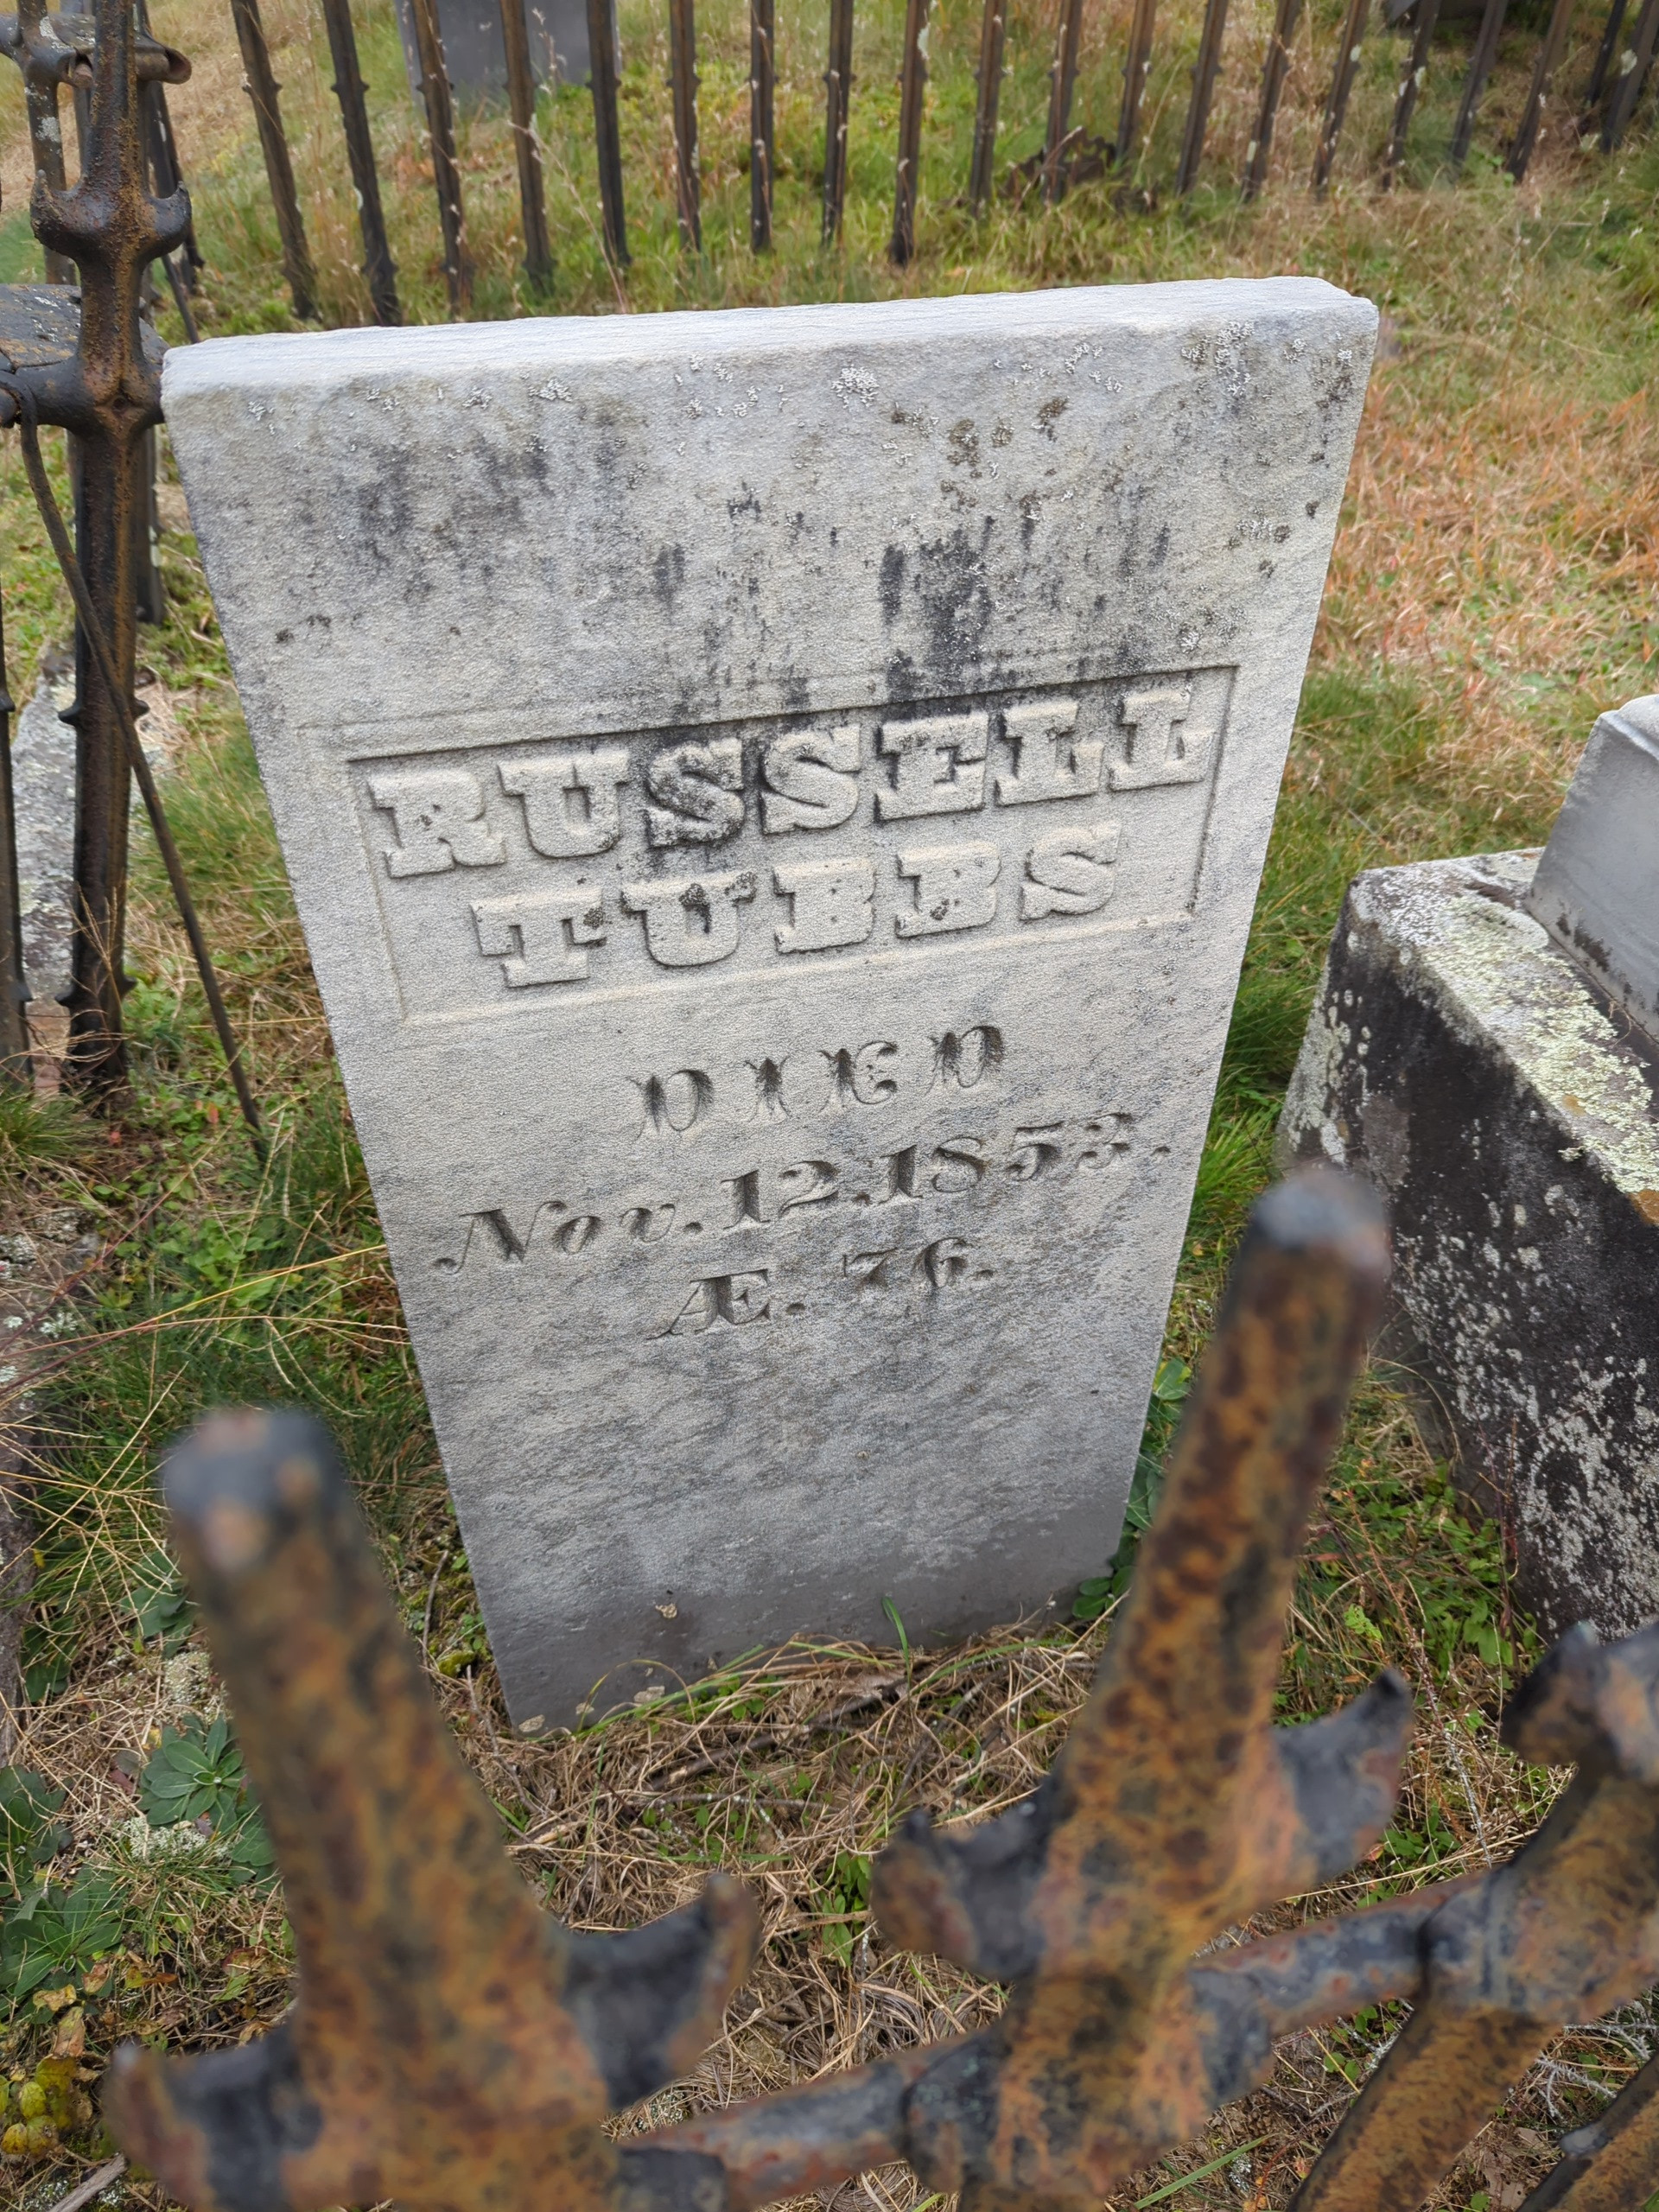 RUSSELL
TUBBS
DIED
Nov. 12, 1853.
Æ. 76.